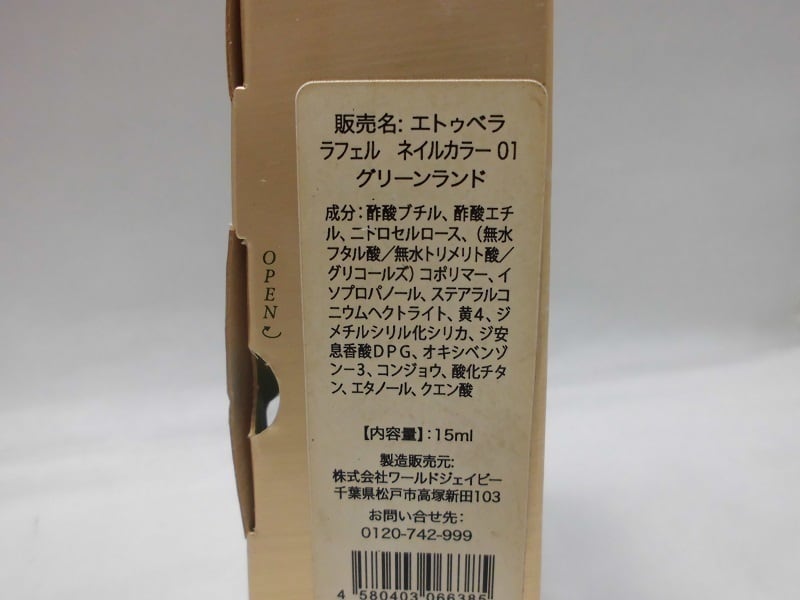 販売名: エトゥベラ
ラフェル　ネイルカラー 01
グリーンランド
成分：酢酸ブチル、酢酸エチ
ル、ニトロセルロース、（無水
フタル酸／無水トリメリト酸／
グリコールズ）コポリマー、イ
ソプロパノール、ステアラルコ
ニウムヘクトライト、黄4、ジ
メチルシリル化シリカ、ジ安
息香酸DPG、オキシベンゾ
ン－3、コンジョウ、酸化チタ
ン、エタノール、クエン酸
【内容量】：15ml
製造販売元:
株式会社ワールドジェイビー
千葉県松戸市高塚新田103
お問い合せ先：
0120-742-999
4 580403 066386
OPEN